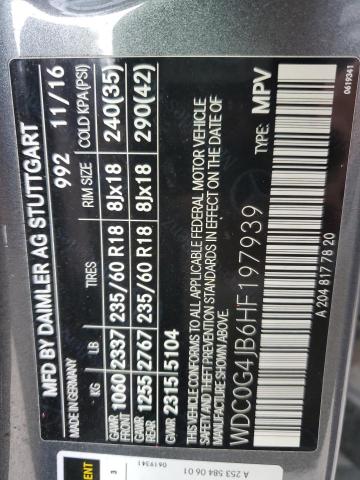 MFD BY DAIMLER AG STUTTGART
992 11/16
KG LB TIRES RIM SIZE COLD KPA(PSI)
GAWR FRONT 1060 2337 235/60 R18 8Jx18 240(35)
GAWR REAR 1255 2767 235/60 R18 8Jx18 290(42)
GVWR 2315 5104
THIS VEHICLE CONFORMS TO ALL APPLICABLE FEDERAL MOTOR VEHICLE
SAFETY, BUMPER, AND THEFT PREVENTION STANDARDS IN EFFECT ON THE DATE OF
MANUFACTURE SHOWN ABOVE. TYPE: MPV
WDC0G4JB6HF197939
A 204 817 78 20
0619341
A 253 584 06 01
0619341
3